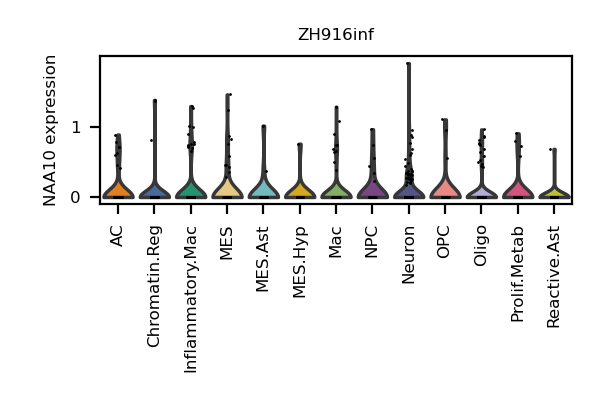 ZH916inf
NAA10 expression
1
0
AC
Chromatin.Reg
Inflammatory.Mac
MES
MES.Ast
MES.Hyp
Mac
NPC
Neuron
OPC
Oligo
Prolif.Metab
Reactive.Ast